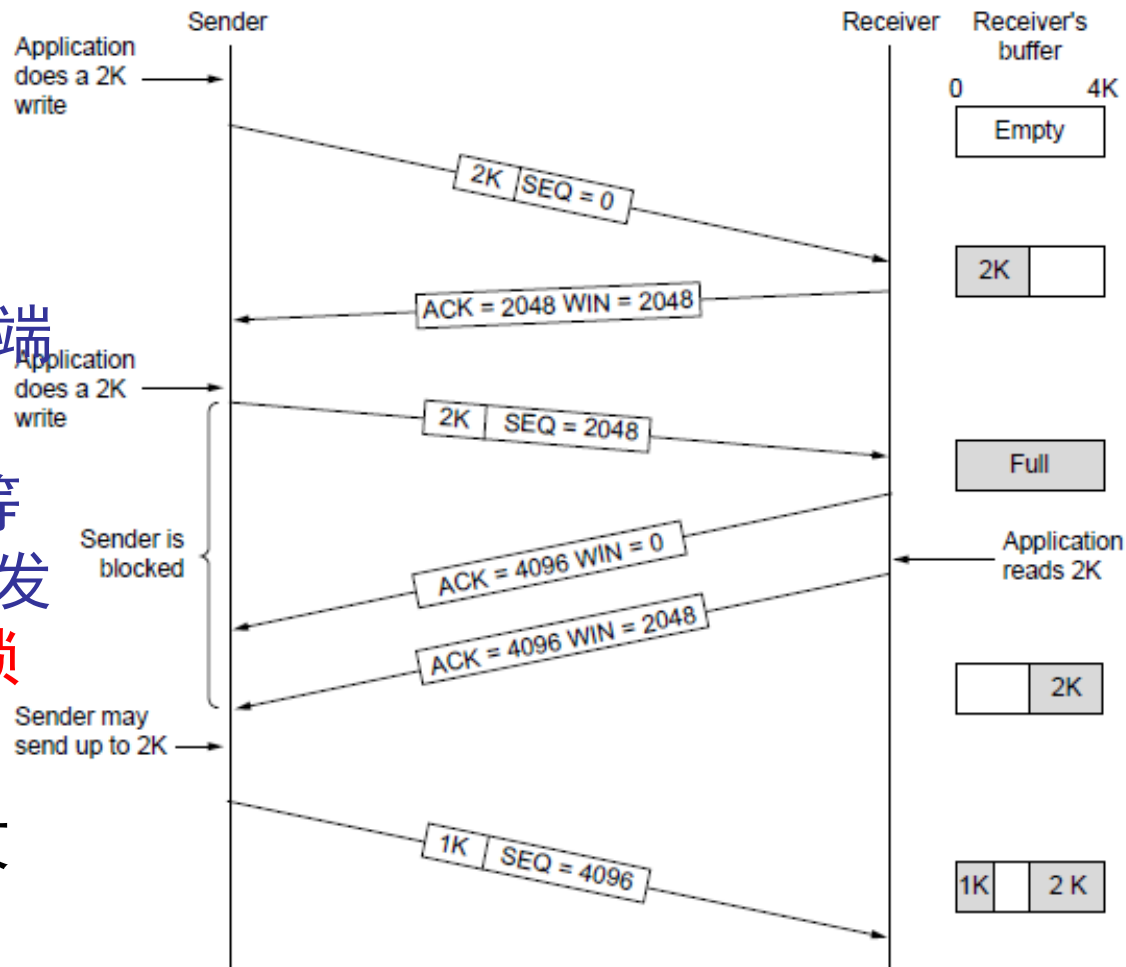 Sender
Receiver
Receiver's
buffer
Application
does a 2K
write
0
4K
Empty
2K
SEQ = 0
2K
ACK = 2048 WIN = 2048
端
Application
does a 2K
write
2K
SEQ = 2048
Full
等
Sender is
blocked
发
ACK = 4096 WIN = 0
Application
reads 2K
锁
ACK = 4096 WIN = 2048
2K
Sender may
send up to 2K
1K
SEQ = 4096
1K
2 K